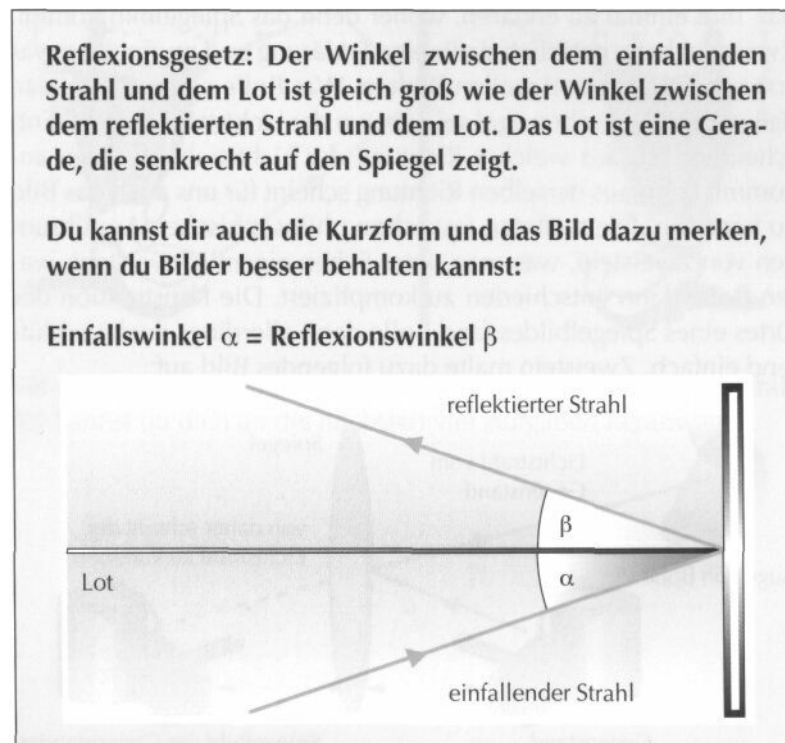 Reflexionsgesetz: Der Winkel zwischen dem einfallenden
Strahl und dem Lot ist gleich groß wie der Winkel zwischen
dem reflektierten Strahl und dem Lot. Das Lot ist eine Gera-
de, die senkrecht auf den Spiegel zeigt.
Du kannst dir auch die Kurzform und das Bild dazu merken,
wenn du Bilder besser behalten kannst:
Einfallswinkel α = Reflexionswinkel β
reflektierter Strahl
β
Lot
α
einfallender Strahl